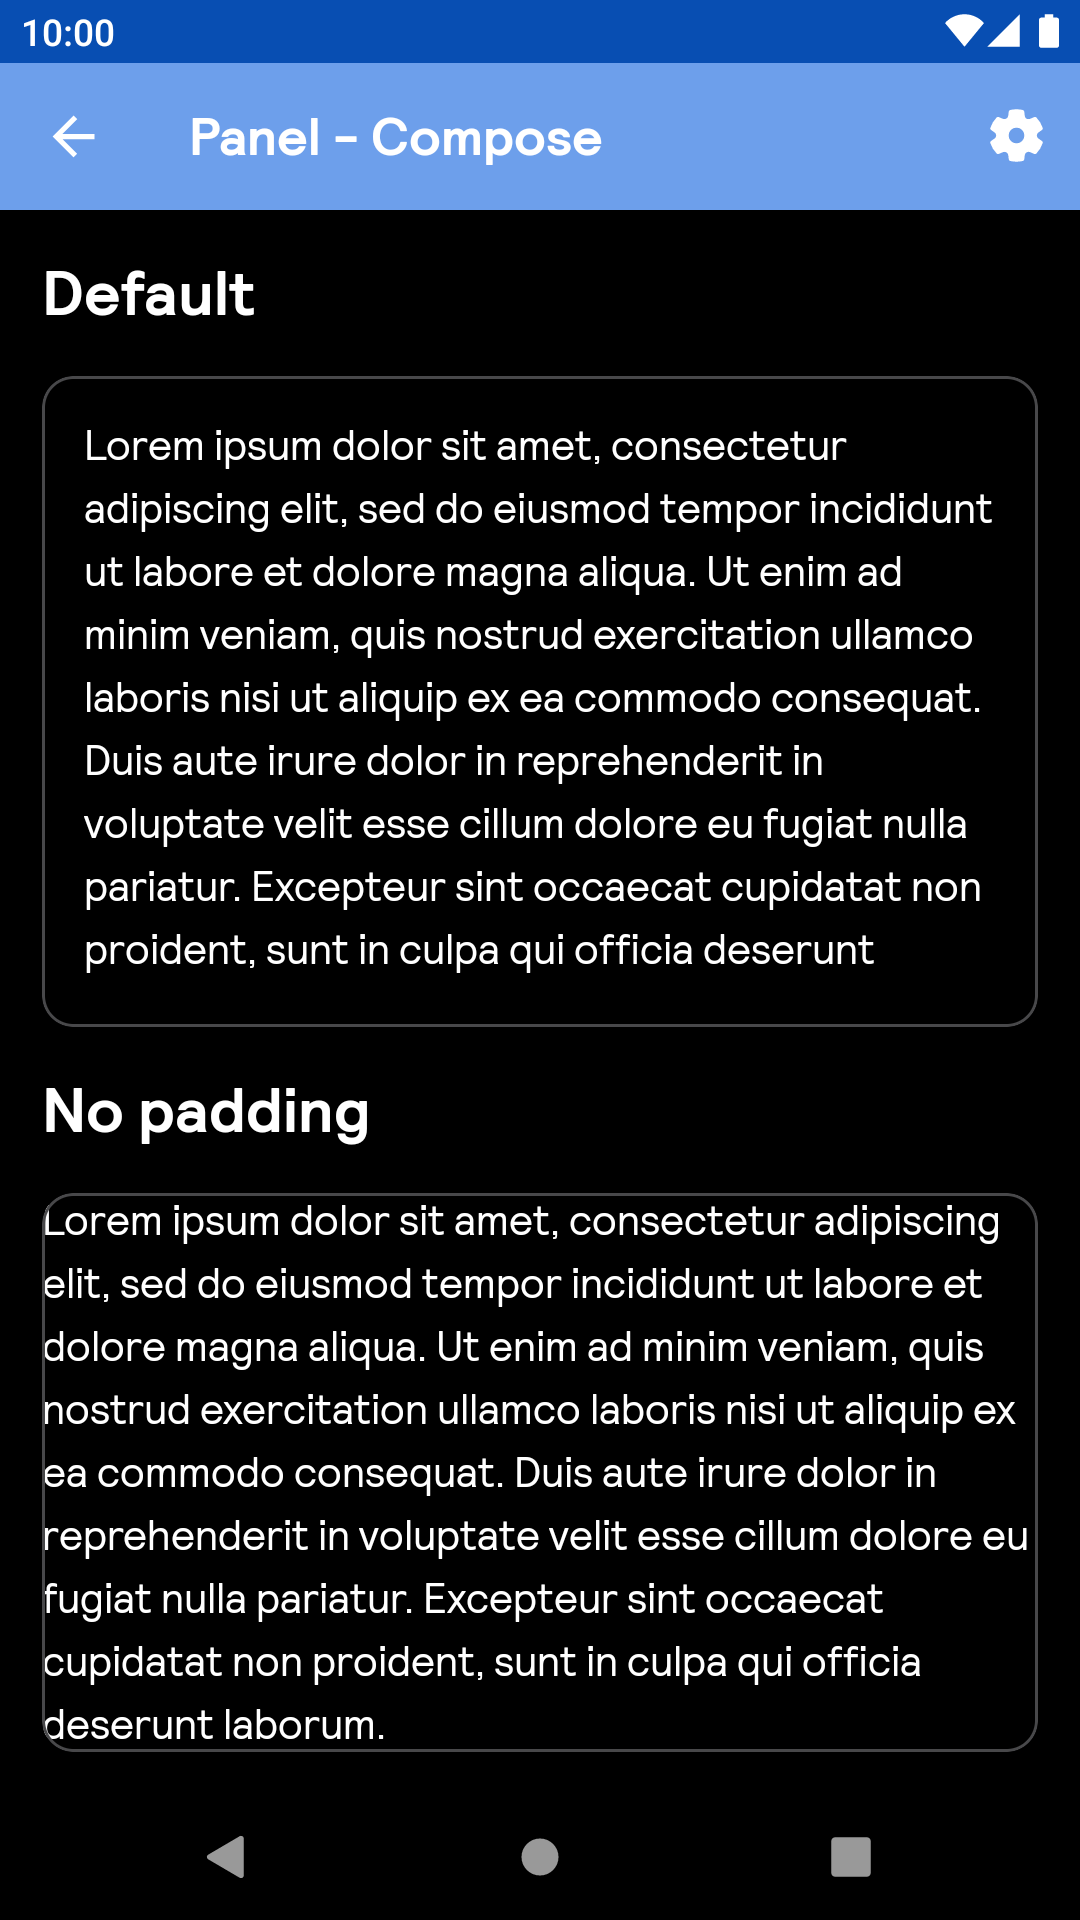 10:00
Panel - Compose
Default
Lorem ipsum dolor sit amet, consectetur
adipiscing elit, sed do eiusmod tempor incididunt
ut labore et dolore magna aliqua. Ut enim ad
minim veniam, quis nostrud exercitation ullamco
laboris nisi ut aliquip ex ea commodo consequat.
Duis aute irure dolor in reprehenderit in
voluptate velit esse cillum dolore eu fugiat nulla
pariatur. Excepteur sint occaecat cupidatat non
proident, sunt in culpa qui officia deserunt
No padding
Lorem ipsum dolor sit amet, consectetur adipiscing
elit, sed do eiusmod tempor incididunt ut labore et
dolore magna aliqua. Ut enim ad minim veniam, quis
nostrud exercitation ullamco laboris nisi ut aliquip ex
ea commodo consequat. Duis aute irure dolor in
reprehenderit in voluptate velit esse cillum dolore eu
fugiat nulla pariatur. Excepteur sint occaecat
cupidatat non proident, sunt in culpa qui officia
deserunt laborum.